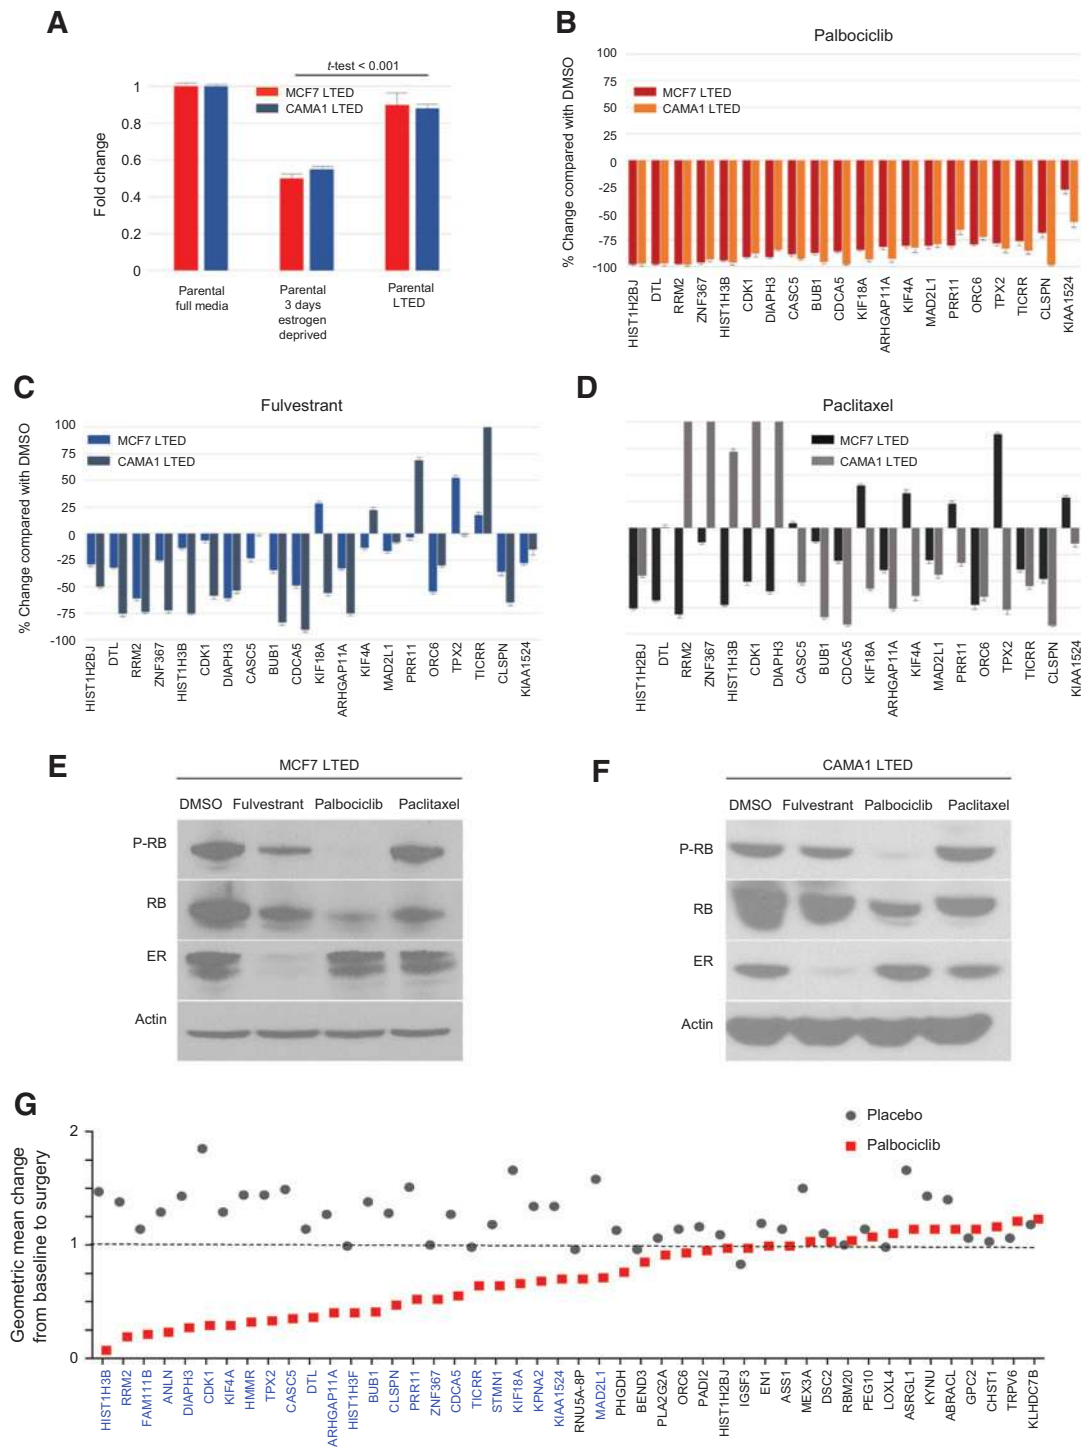 A
t-test < 0.001
MCF7 LTED
CAMA1 LTED
Fold change
1
0.8
0.6
0.4
0.2
0
Parental
full media
Parental
3 days
estrogen
deprived
Parental
LTED
B
Palbociclib
% Change compared with DMSO
100
75
50
25
0
-25
-50
-75
-100
MCF7 LTED
CAMA1 LTED
HIST1H2BJ
DTL
RRM2
ZNF367
HIST1H3B
CDK1
DIAPH3
CASC5
BUB1
CDCA5
KIF18A
ARHGAP11A
KIF4A
MAD2L1
PRR11
ORC6
TPX2
TICRR
CLSPN
KIAA1524
C
Fulvestrant
% Change compared with DMSO
100
75
50
25
0
-25
-50
-75
-100
MCF7 LTED
CAMA1 LTED
HIST1H2BJ
DTL
RRM2
ZNF367
HIST1H3B
CDK1
DIAPH3
CASC5
BUB1
CDCA5
KIF18A
ARHGAP11A
KIF4A
MAD2L1
PRR11
ORC6
TPX2
TICRR
CLSPN
KIAA1524
D
Paclitaxel
MCF7 LTED
CAMA1 LTED
HIST1H2BJ
DTL
RRM2
ZNF367
HIST1H3B
CDK1
DIAPH3
CASC5
BUB1
CDCA5
KIF18A
ARHGAP11A
KIF4A
MAD2L1
PRR11
ORC6
TPX2
TICRR
CLSPN
KIAA1524
E
MCF7 LTED
DMSO Fulvestrant Palbociclib Paclitaxel
P-RB
RB
ER
Actin
F
CAMA1 LTED
DMSO Fulvestrant Palbociclib Paclitaxel
P-RB
RB
ER
Actin
G
Geometric mean change
from baseline to surgery
2
1
0
Placebo
Palbociclib
HIST1H3B
RRM2
FAM111B
ANLN
DIAPH3
CDK1
KIF4A
HMMR
TPX2
CASC5
DTL
ARHGAP11A
HIST1H3F
BUB1
CLSPN
PRR11
ZNF367
CDCA5
TICRR
STMN1
KIF18A
KPNA2
KIAA1524
RNU5A-8P
MAD2L1
PHGDH
BEND3
PLA2G2A
ORC6
PADI2
HIST1H2BJ
IGSF3
EN1
ASS1
MEX3A
DSC2
RBM20
PEG10
LOXL4
ASRGL1
KYNU
ABRACL
GPC2
CHST1
TRPV6
KLHDC7B